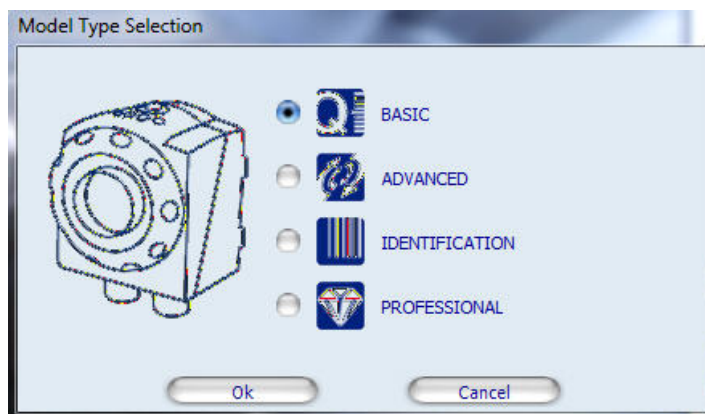 Model Type Selection
BASIC
ADVANCED
IDENTIFICATION
PROFESSIONAL
Ok
Cancel